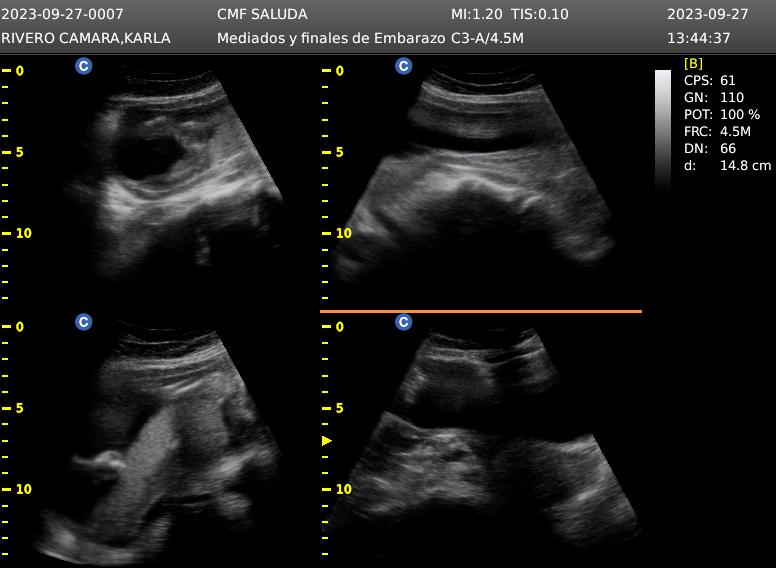 2023-09-27-0007 CMF SALUDA MI:1.20 TIS:0.10 2023-09-27
RIVERO CAMARA,KARLA Mediados y finales de Embarazo C3-A/4.5M 13:44:37
[B]
CPS: 61
GN: 110
POT: 100 %
FRC: 4.5M
DN: 66
d: 14.8 cm
C
0
5
10
C
0
5
10
C
0
5
10
C
0
5
10